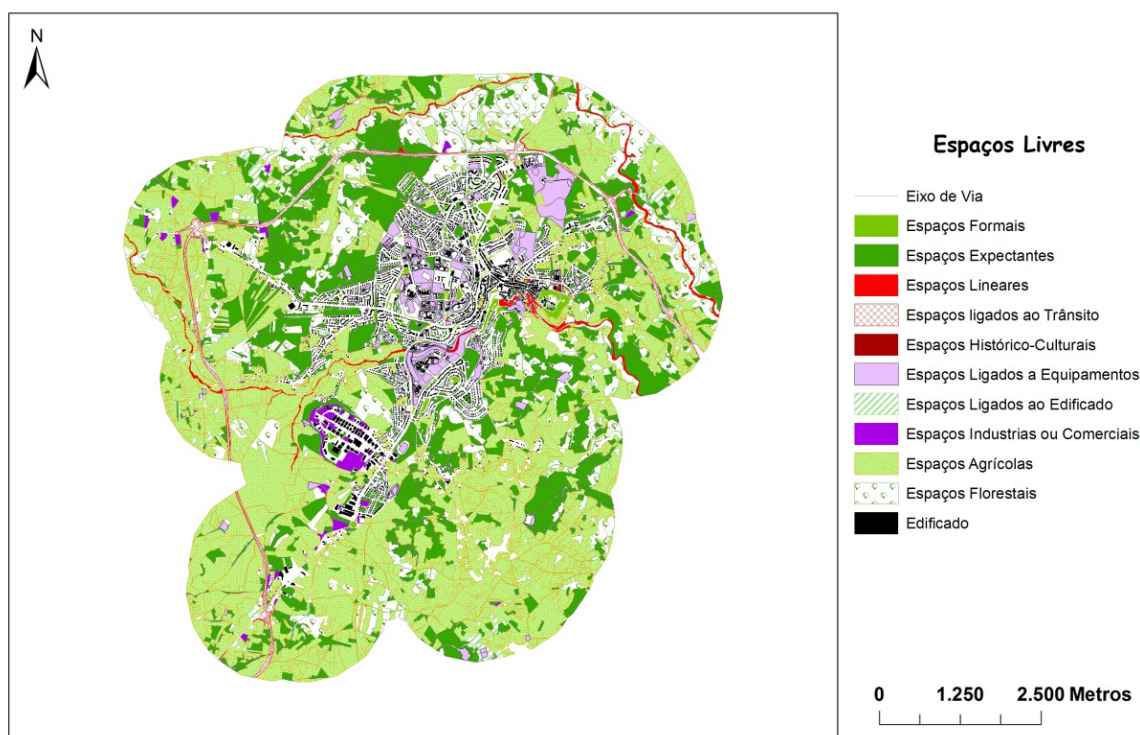 N
Espaços Livres
Eixo de Via
Espaços Formais
Espaços Expectantes
Espaços Lineares
Espaços ligados ao Trânsito
Espaços Histórico-Culturais
Espaços Ligados a Equipamentos
Espaços Ligados ao Edificado
Espaços Industrias ou Comerciais
Espaços Agrícolas
Espaços Florestais
Edificado
0 1.250 2.500 Metros